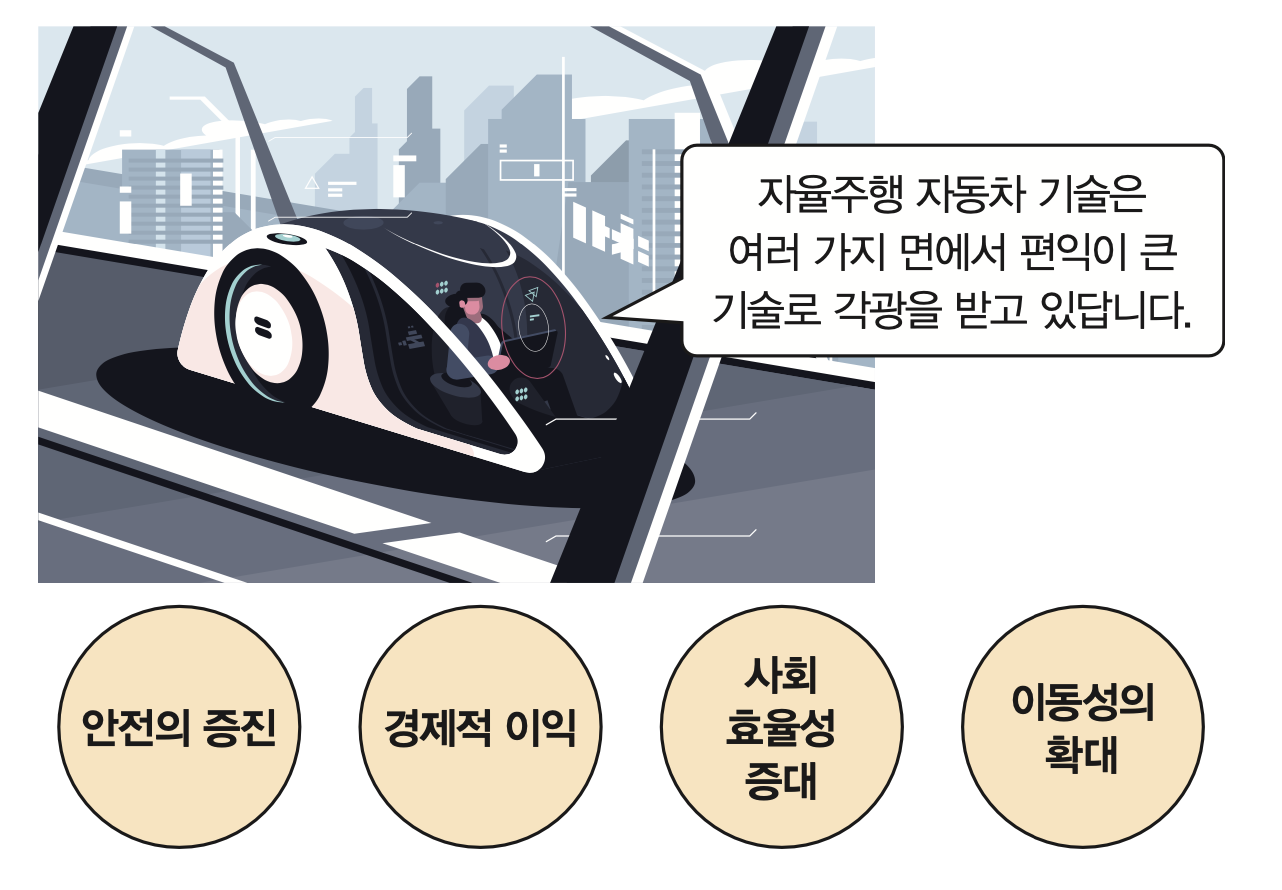 자율주행 자동차 기술은
여러 가지 면에서 편익이 큰
기술로 각광을 받고 있답니다.
안전의 증진
경제적 이익
사회
효율성
증대
이동성의
확대